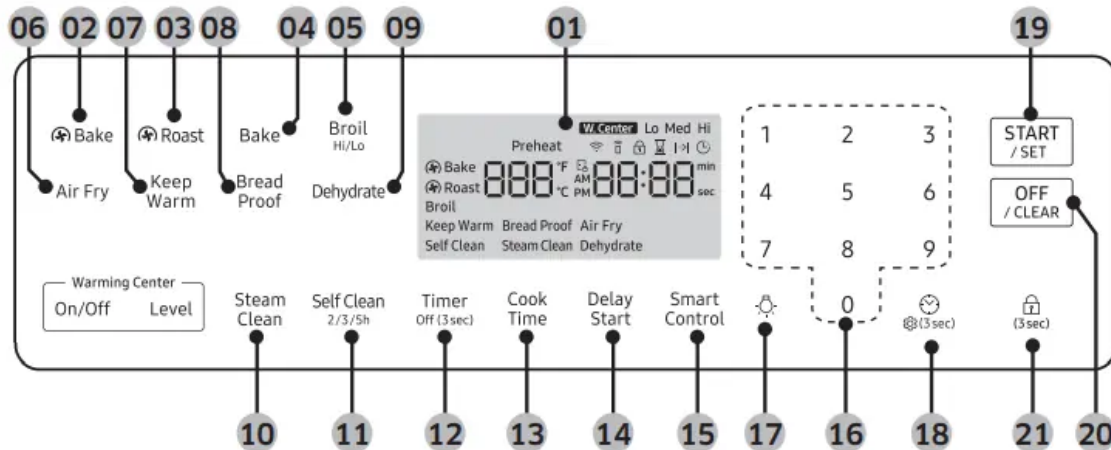 06 02 07 03 08 04 05 09 01 19
Bake
Roast
Bake
Broil
Hi/Lo
Air Fry
Keep
Warm
Bread
Proof
Dehydrate
W.Center Lo Med Hi
Preheat
Bake 888 °F AM 88:88 min
Roast °C PM sec
Broil
Keep Warm Bread Proof Air Fry
Self Clean Steam Clean Dehydrate
1 2 3
4 5 6
7 8 9
0
START
/ SET
OFF
/ CLEAR
Warming Center
On/Off Level
Steam
Clean
Self Clean
2/3/5h
Timer
Off (3 sec)
Cook
Time
Delay
Start
Smart
Control
(3 sec)
(3 sec)
10 11 12 13 14 15 17 16 18 21 20